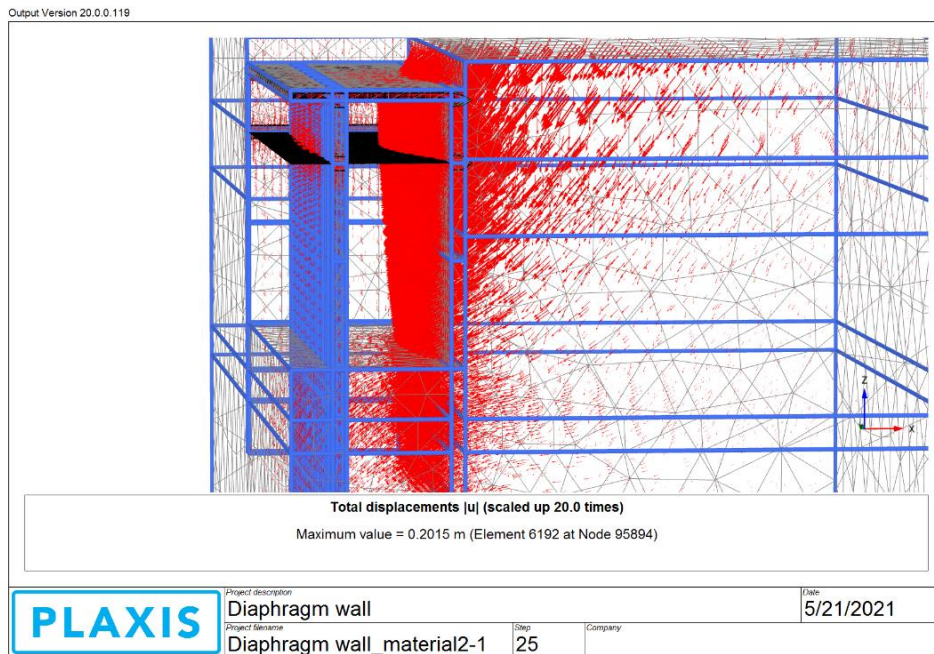 Output Version 20.0.0.119
z
x
Total displacements |u| (scaled up 20.0 times)
Maximum value = 0.2015 m (Element 6192 at Node 95894)
PLAXIS
Project description
Diaphragm wall
Date
5/21/2021
Project filename
Diaphragm wall_material2-1
Step
25
Company